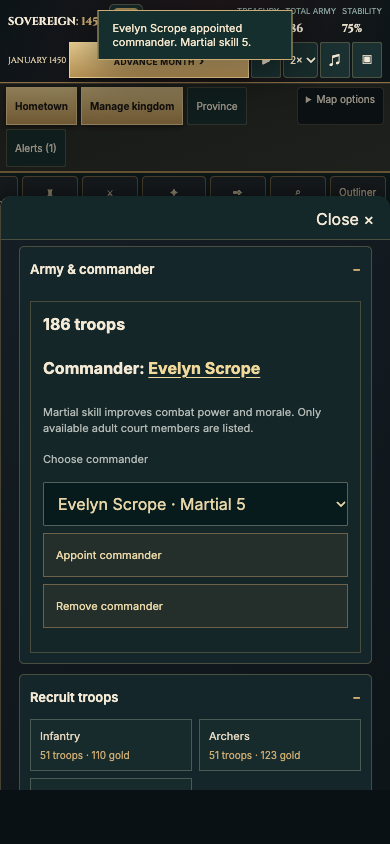 SOVEREIGN: 145
TREASURY
TOTAL ARMY
STABILITY
86
75%
Evelyn Scrope appointed
commander. Martial skill 5.
JANUARY 1450
ADVANCE MONTH ›
2×
Hometown
Manage kingdom
Province
▶ Map options
Alerts (1)
Outliner
Close ×
Army & commander
–
186 troops
Commander: Evelyn Scrope
Martial skill improves combat power and morale. Only
available adult court members are listed.
Choose commander
Evelyn Scrope · Martial 5
Appoint commander
Remove commander
Recruit troops
–
Infantry
51 troops · 110 gold
Archers
51 troops · 123 gold